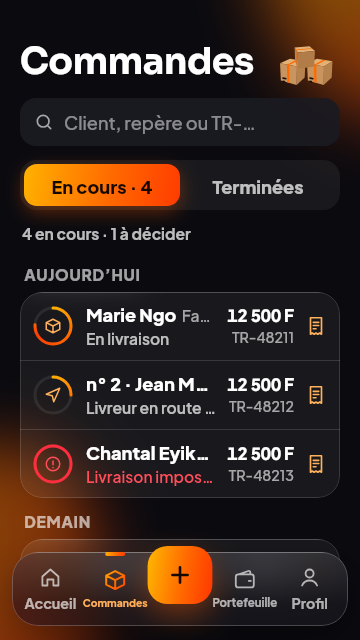 Commandes
Client, repère ou TR-…
En cours · 4
Terminées
4 en cours · 1 à décider
AUJOURD’HUI
Marie Ngo Fa… 12 500 F
En livraison TR-48211
n° 2 · Jean M… 12 500 F
Livreur en route … TR-48212
Chantal Eyik… 12 500 F
Livraison impos… TR-48213
DEMAIN
Accueil Commandes Portefeuille Profil